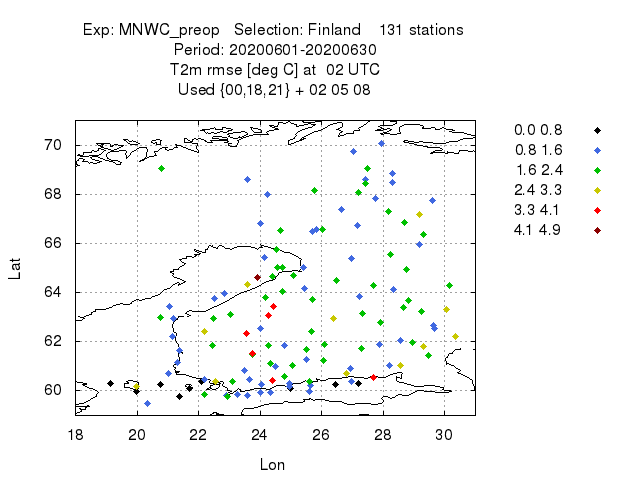 Exp: MNWC_preop   Selection: Finland    131 stations
Period: 20200601-20200630
T2m rmse [deg C] at  02 UTC
Used {00,18,21} + 02 05 08
70
68
66
64
62
60
Lat
18 20 22 24 26 28 30
Lon
0.0 0.8
0.8 1.6
1.6 2.4
2.4 3.3
3.3 4.1
4.1 4.9